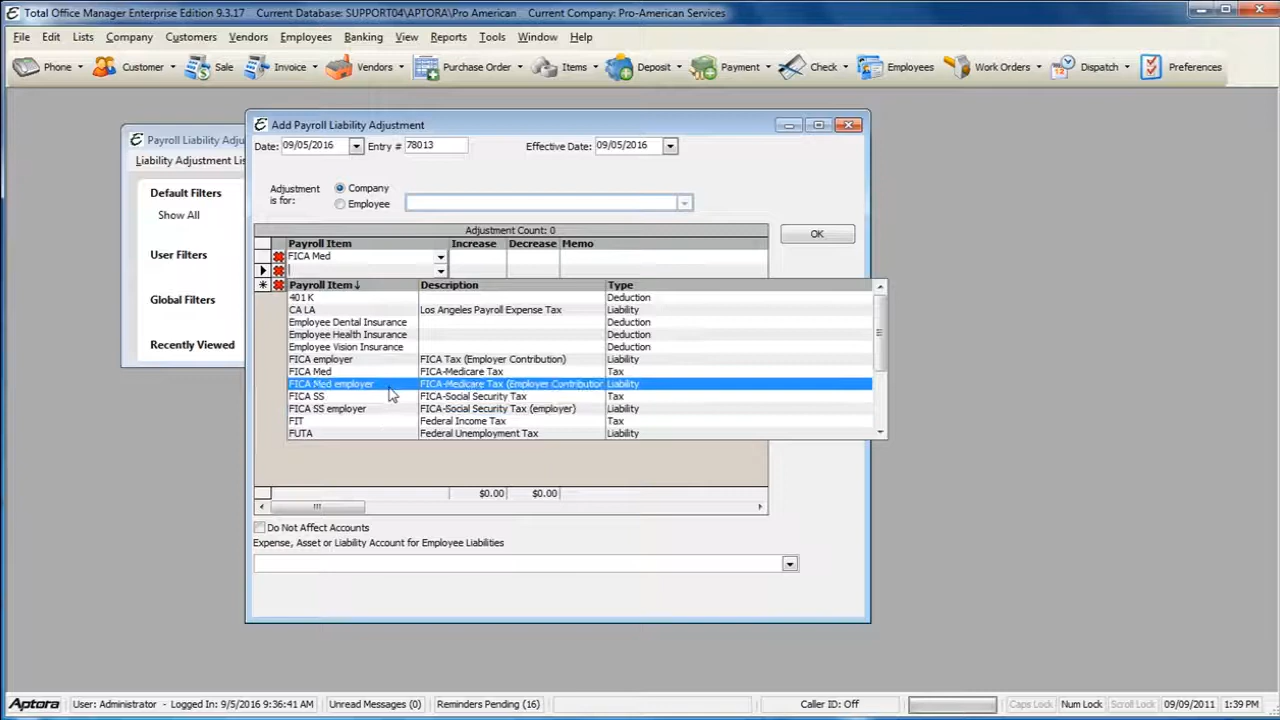 Total Office Manager Enterprise Edition 9.3.17 Current Database: SUPPORT04\APTORA\Pro American Current Company: Pro-American Services
File Edit Lists Company Customers Vendors Employees Banking View Reports Tools Window Help
Phone Customer Sale Invoice Vendors Purchase Order Items Deposit Payment Check Employees Work Orders Dispatch Preferences
Payroll Liability Adju
Liability Adjustment Lis
Default Filters
Show All
User Filters
Global Filters
Recently Viewed
Add Payroll Liability Adjustment
Date: 09/05/2016 Entry # 78013 Effective Date: 09/05/2016
Adjustment is for:
Company
Employee
Adjustment Count: 0
OK
Payroll Item Increase Decrease Memo
FICA Med
Payroll Item Description Type
401 K Deduction
CA LA Los Angeles Payroll Expense Tax Liability
Employee Dental Insurance Deduction
Employee Health Insurance Deduction
Employee Vision Insurance Deduction
FICA employer FICA Tax (Employer Contribution) Liability
FICA Med FICA-Medicare Tax Tax
FICA Med employer FICA-Medicare Tax (Employer Contributior Liability
FICA SS FICA-Social Security Tax Tax
FICA SS employer FICA-Social Security Tax (employer) Liability
FIT Federal Income Tax Tax
FUTA Federal Unemployment Tax Liability
$0.00 $0.00
Do Not Affect Accounts
Expense, Asset or Liability Account for Employee Liabilities
Aptora User: Administrator - Logged In: 9/5/2016 9:36:41 AM Unread Messages (0) Reminders Pending (16) Caller ID: Off Caps Lock Num Lock Scroll Lock 09/09/2011 1:39 PM